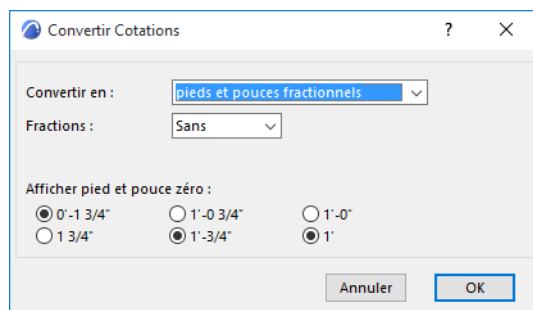 Convertir Cotations
?
Convertir en :
pieds et pouces fractionnels
Fractions :
Sans
Afficher pied et pouce zéro :
0'-1 3/4" 1'-0 3/4" 1'-0"
1 3/4" 1'-3/4" 1'
Annuler OK